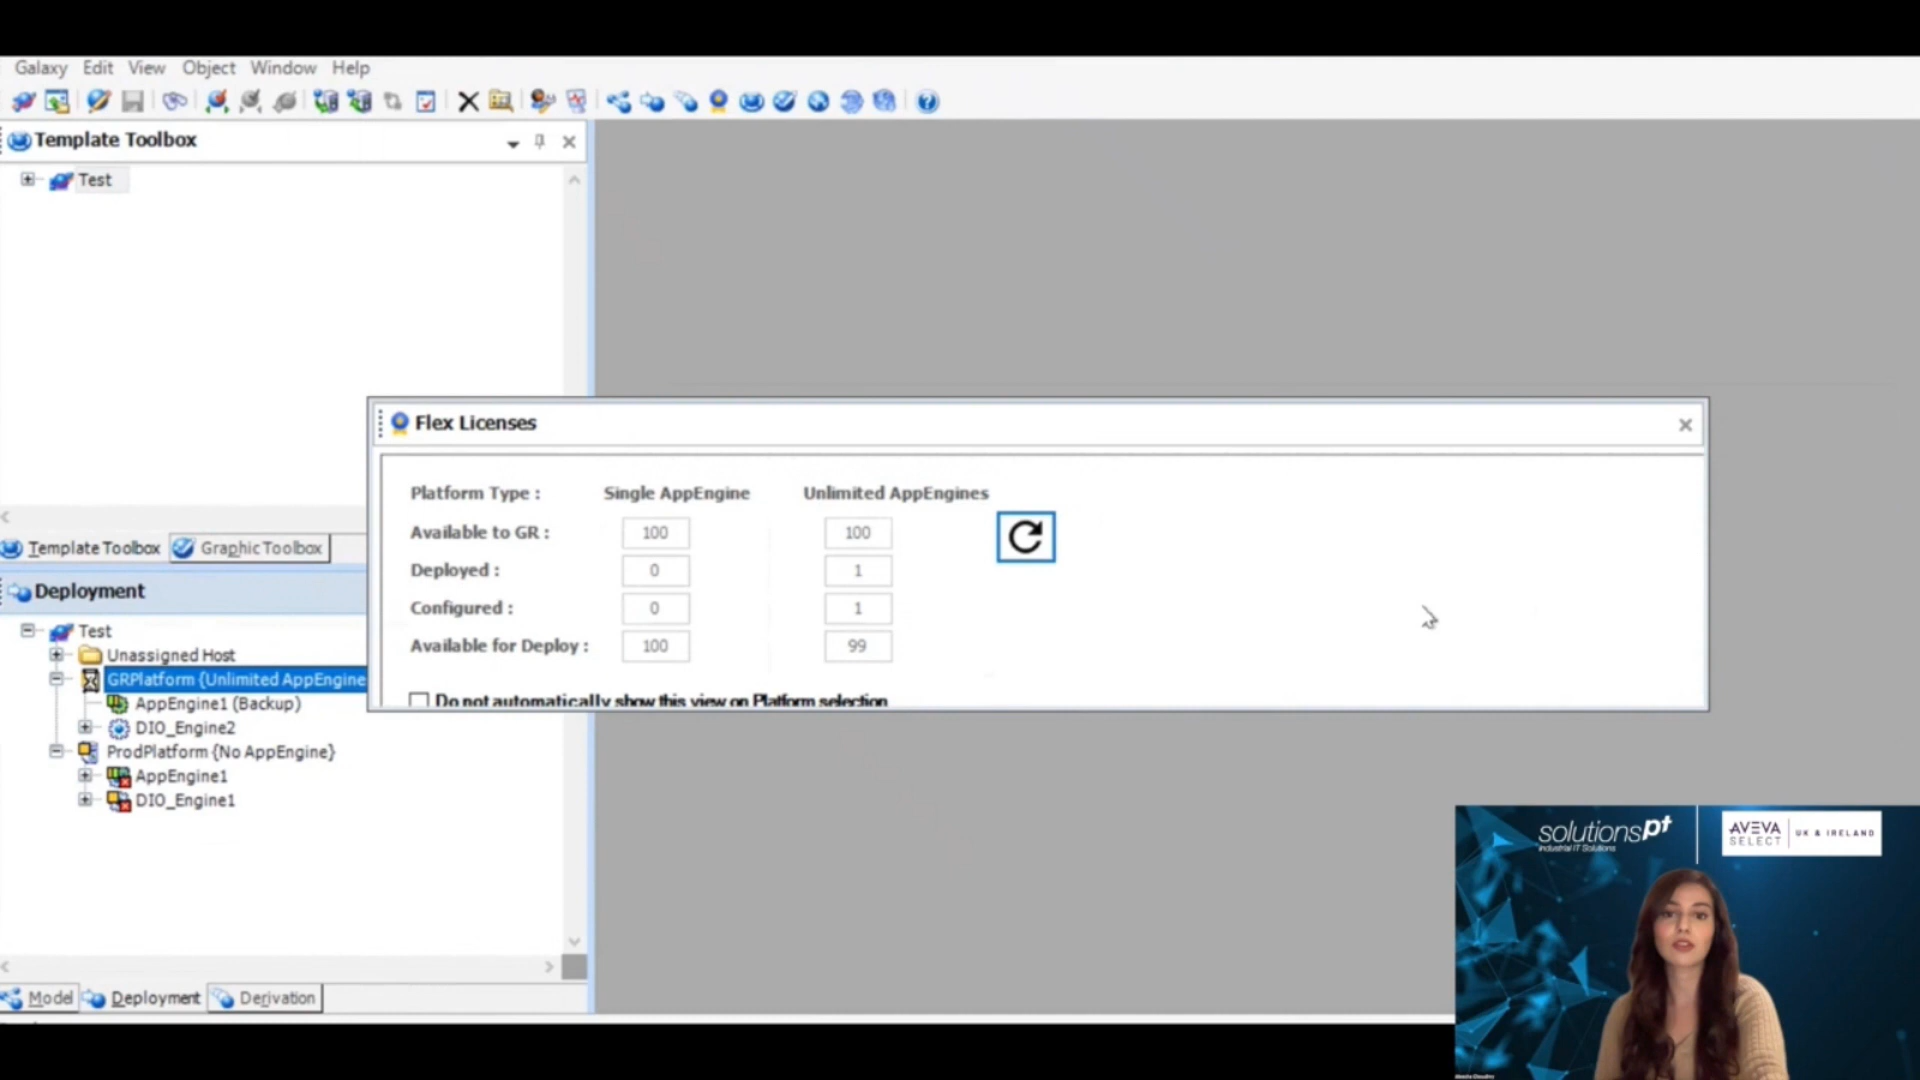 Galaxy Edit View Object Window Help
Template Toolbox
Test
Template Toolbox Graphic Toolbox
Deployment
Test
Unassigned Host
GRPlatform {Unlimited AppEngine
AppEngine1 (Backup)
DIO_Engine2
ProdPlatform {No AppEngine}
AppEngine1
DIO_Engine1
Model Deployment Derivation
Flex Licenses
Platform Type : Single AppEngine Unlimited AppEngines
Available to GR : 100 100
Deployed : 0 1
Configured : 0 1
Available for Deploy : 100 99
Do not automatically show this view on Platform selection
solutionspt
Industrial IT Solutions
AVEVA
SELECT
UK & IRELAND